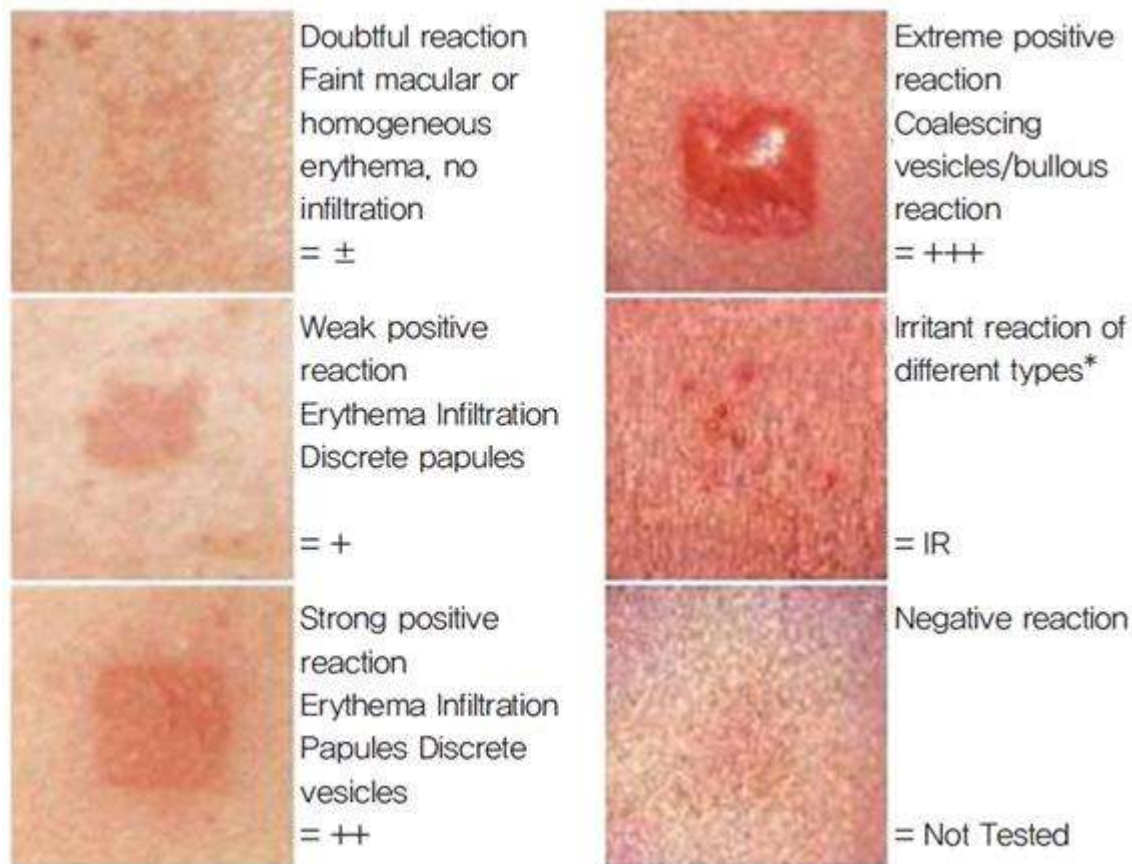 Doubtful reaction
Faint macular or
homogeneous
erythema, no
infiltration
= ±
Weak positive
reaction
Erythema Infiltration
Discrete papules
= +
Strong positive
reaction
Erythema Infiltration
Papules Discrete
vesicles
= ++
Extreme positive
reaction
Coalescing
vesicles/bullous
reaction
= +++
Irritant reaction of
different types*
= IR
Negative reaction
= Not Tested